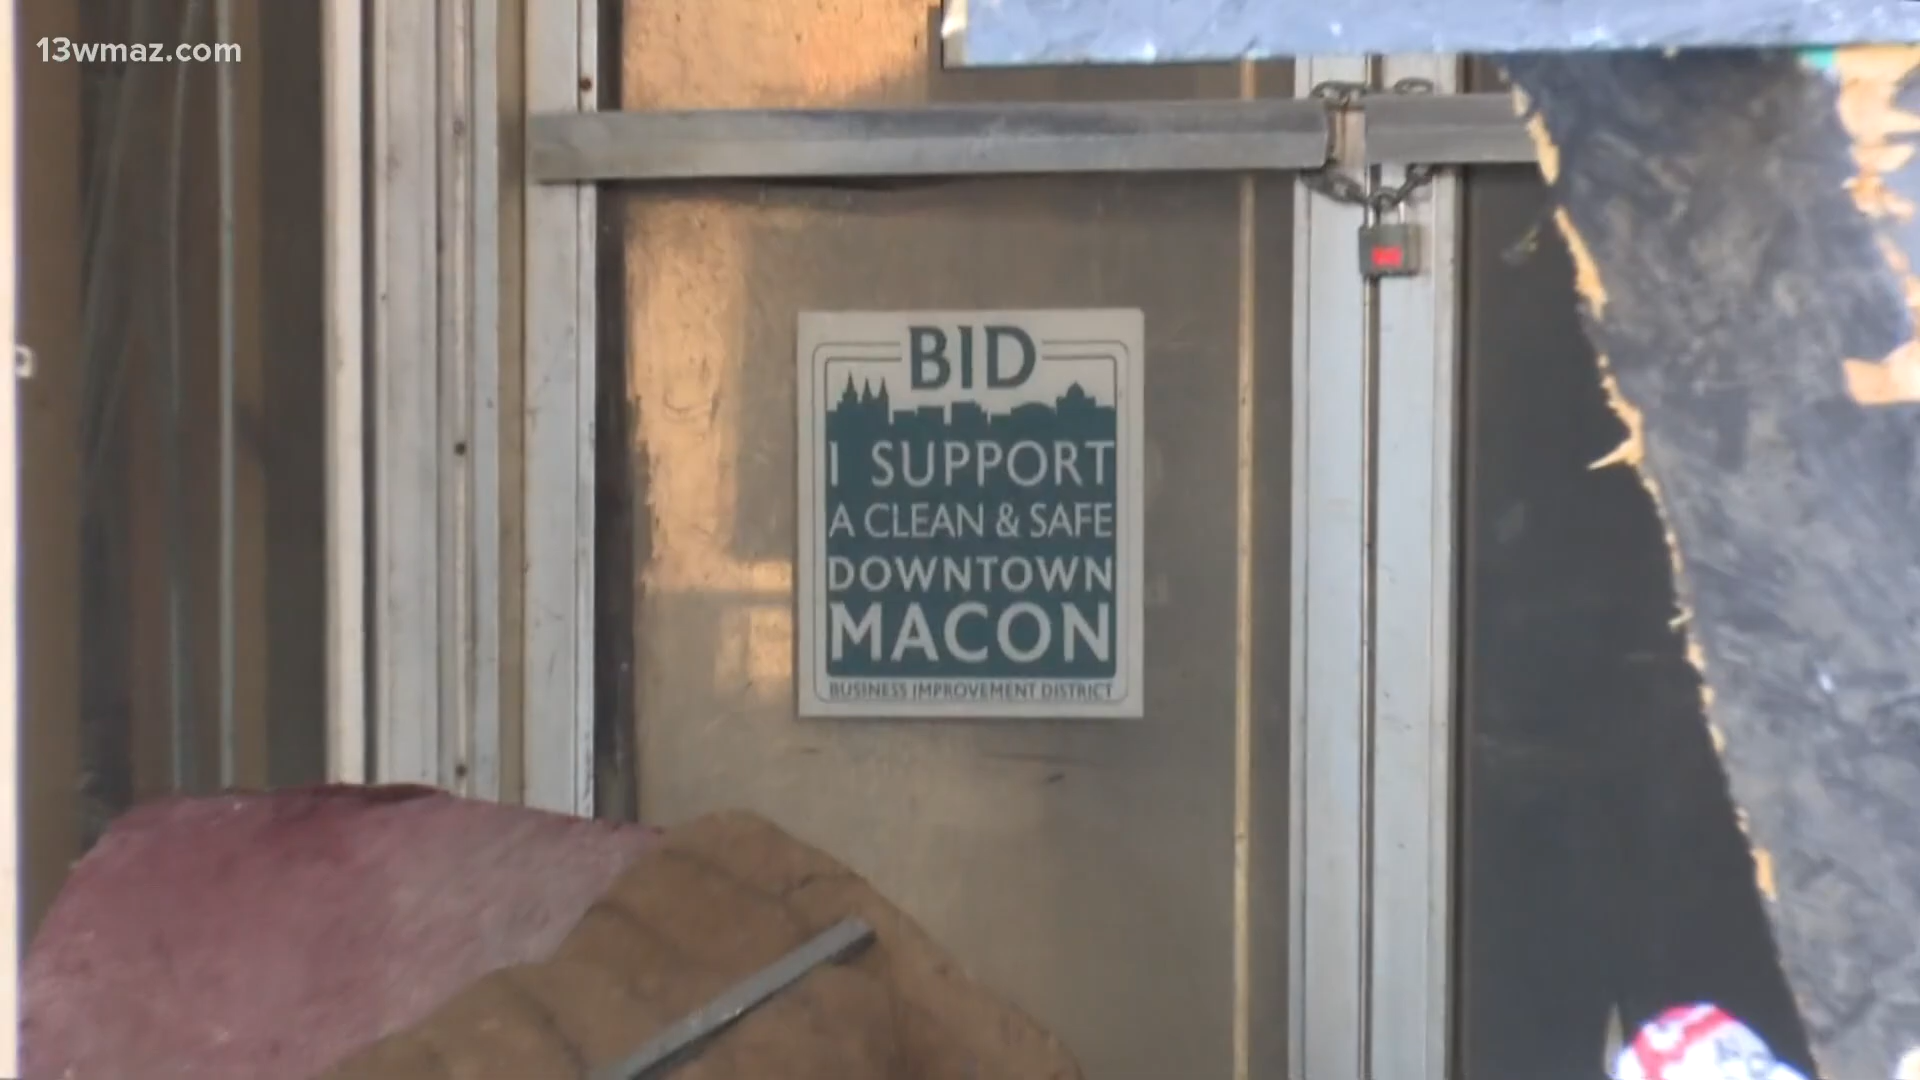 13wmaz.com
BID
I SUPPORT
A CLEAN & SAFE
DOWNTOWN
MACON
BUSINESS IMPROVEMENT DISTRICT